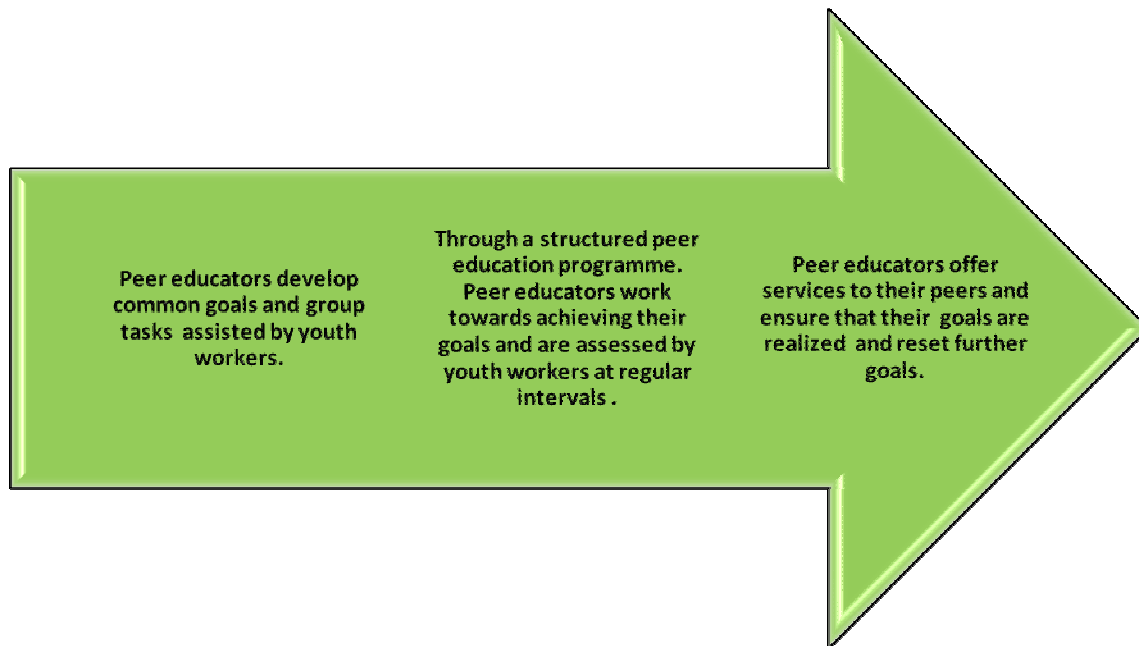 Peer educators develop
common goals and group
tasks assisted by youth
workers.
Through a structured peer
education programme.
Peer educators work
towards achieving their
goals and are assessed by
youth workers at regular
intervals .
Peer educators offer
services to their peers and
ensure that their goals are
realized and reset further
goals.